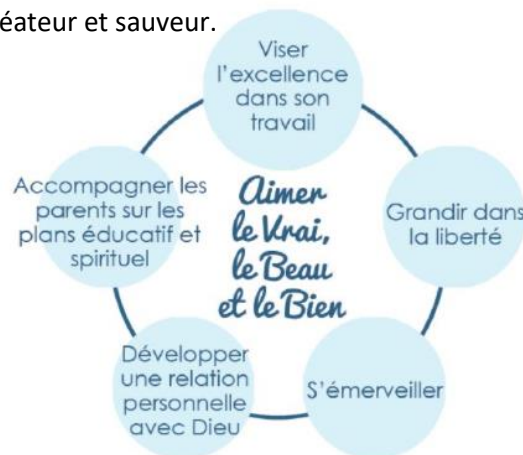 éateur et sauveur.
Viser
l'excellence
dans son
travail
Accompagner les
parents sur les
plans éducatif et
spirituel
Aimer
le Vrai,
le Beau
et le Bien
Grandir dans
la liberté
Développer
une relation
personnelle
avec Dieu
S'émerveiller